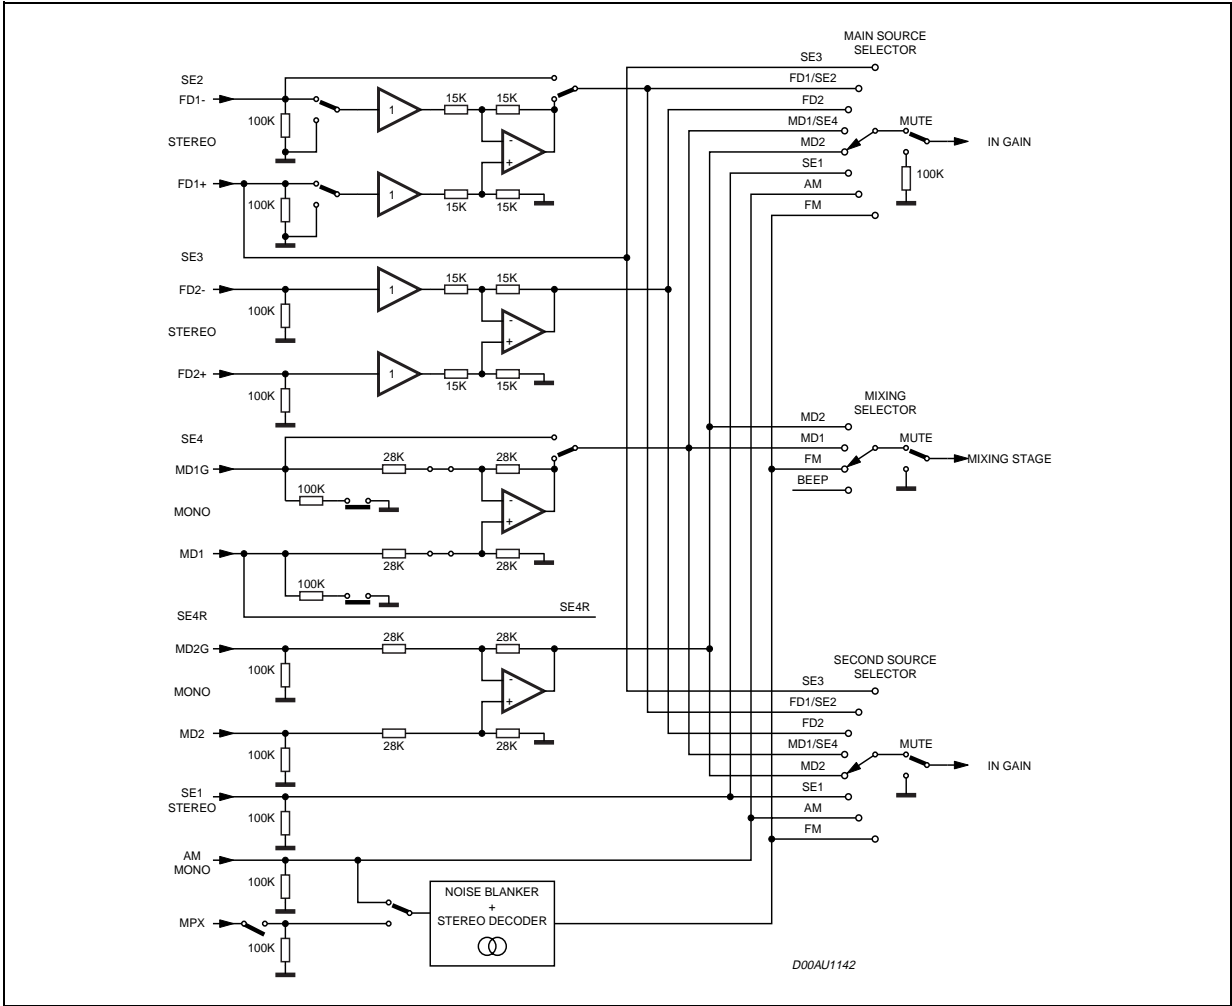 MAIN SOURCE
SELECTOR
SE3
SE2
FD1/SE2
FD1-
15K
15K
1
FD2
100K
MD1/SE4
MUTE
STEREO
-
IN GAIN
MD2
+
SE1
FD1+
100K
AM
1
100K
15K
15K
FM
SE3
15K
15K
FD2-
1
100K
STEREO
-
+
FD2+
1
15K
15K
100K
MIXING
SELECTOR
MD2
SE4
MD1
MUTE
28K
28K
FM
MD1G
MIXING STAGE
100K
BEEP
MONO
-
+
MD1
28K
28K
100K
SE4R
SE4R
28K
28K
MD2G
SECOND SOURCE
SELECTOR
100K
SE3
MONO
-
FD1/SE2
+
FD2
MD2
28K
28K
MD1/SE4
MUTE
100K
IN GAIN
MD2
SE1
STEREO
SE1
100K
AM
FM
AM
MONO
100K
NOISE BLANKER
+
STEREO DECODER
MPX
100K
D00AU1142